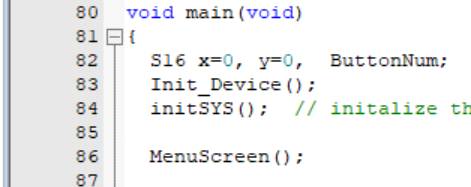 80 void main(void)
81 {
82 S16 x=0, y=0, ButtonNum;
83 Init_Device();
84 initSYS(); // initalize th
85
86 MenuScreen();
87